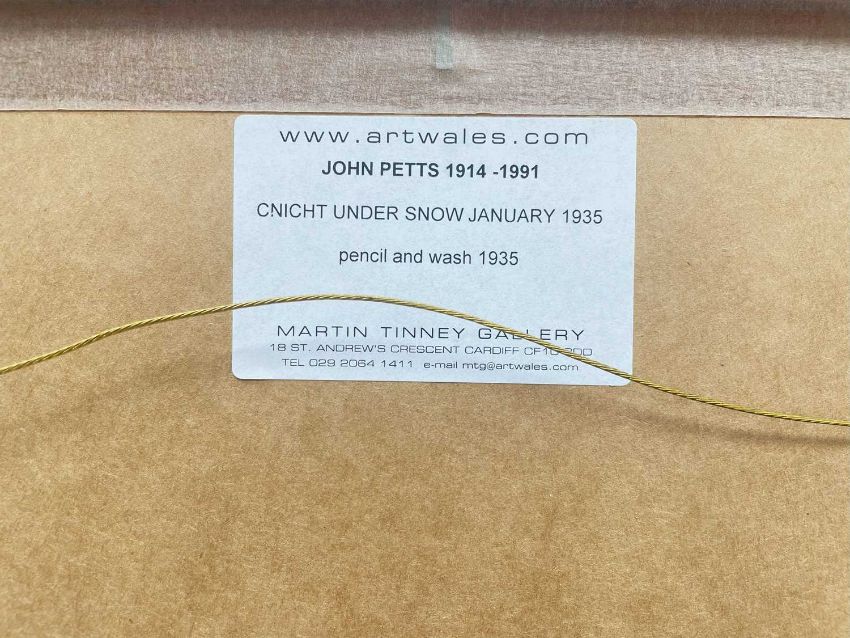 www.artwales.com
JOHN PETTS 1914 -1991
CNICHT UNDER SNOW JANUARY 1935
pencil and wash 1935
MARTIN TINNEY GALLERY
18 ST. ANDREW'S CRESCENT CARDIFF
TEL 029 2064 1411 e-mail mtg@artwales.com